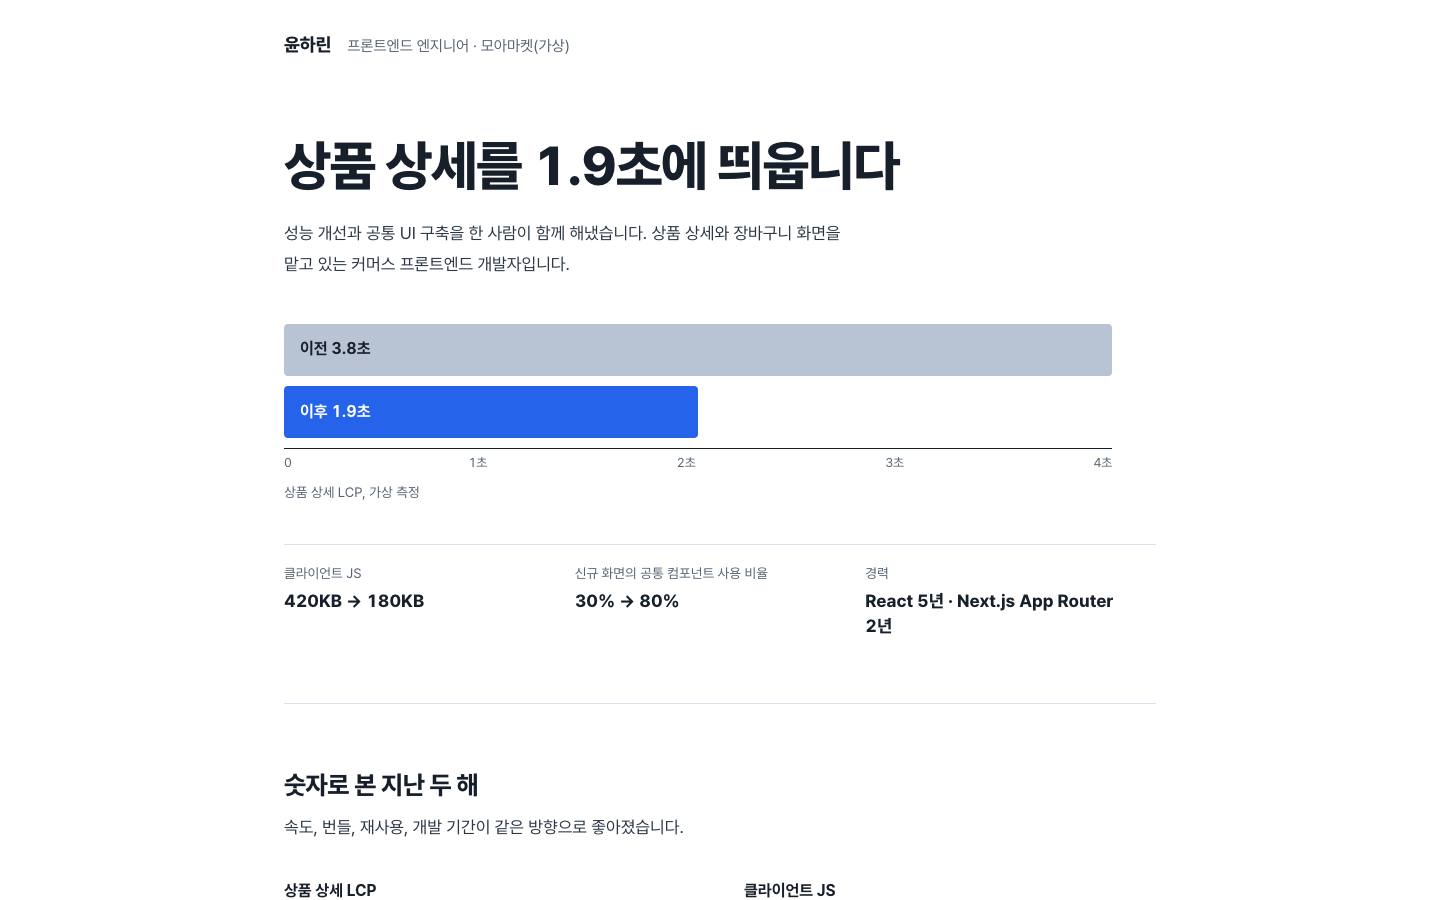 윤하린 프론트엔드 엔지니어 · 모아마켓(가상)
상품 상세를 1.9초에 띄웁니다
성능 개선과 공통 UI 구축을 한 사람이 함께 해냈습니다. 상품 상세와 장바구니 화면을
맡고 있는 커머스 프론트엔드 개발자입니다.
이전 3.8초
이후 1.9초
0 1초 2초 3초 4초
상품 상세 LCP, 가상 측정
클라이언트 JS 신규 화면의 공통 컴포넌트 사용 비율 경력
420KB → 180KB 30% → 80% React 5년 · Next.js App Router
2년
숫자로 본 지난 두 해
속도, 번들, 재사용, 개발 기간이 같은 방향으로 좋아졌습니다.
상품 상세 LCP 클라이언트 JS